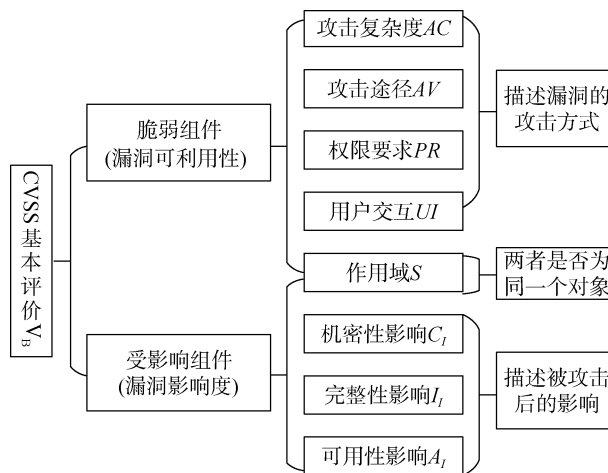 CVSS基本评价V_B
脆弱组件
(漏洞可利用性)
受影响组件
(漏洞影响度)
攻击复杂度AC
攻击途径AV
权限要求PR
用户交互UI
作用域S
机密性影响C_I
完整性影响I_I
可用性影响A_I
描述漏洞的
攻击方式
两者是否为
同一个对象
描述被攻击
后的影响